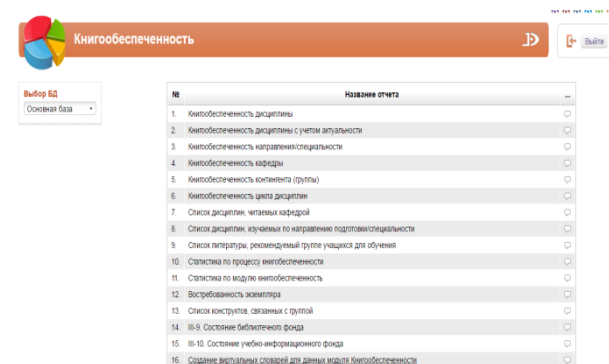 Книгообеспеченность
Выйти
Выбор БД
Основная база
№ Название отчета ...
1. Книгообеспеченность дисциплины
2. Книгообеспеченность дисциплины с учетом актуальности
3. Книгообеспеченность направления/специальности
4. Книгообеспеченность кафедры
5. Книгообеспеченность контингента (группы)
6. Книгообеспеченность цикла дисциплин
7. Список дисциплин, читаемых кафедрой
8. Список дисциплин, изучаемых по направлению подготовки/специальности
9. Список литературы, рекомендуемый группе учащихся для обучения
10. Статистика по процессу книгообеспеченности
11. Статистика по модулю книгообеспеченность
12. Востребованность экземпляра
13. Список конструктов, связанных с группой
14. III-9. Состояние библиотечного фонда
15. III-10. Состояние учебно-информационного фонда
16. Создание виртуальных словарей для данных модуля Книгообеспеченности